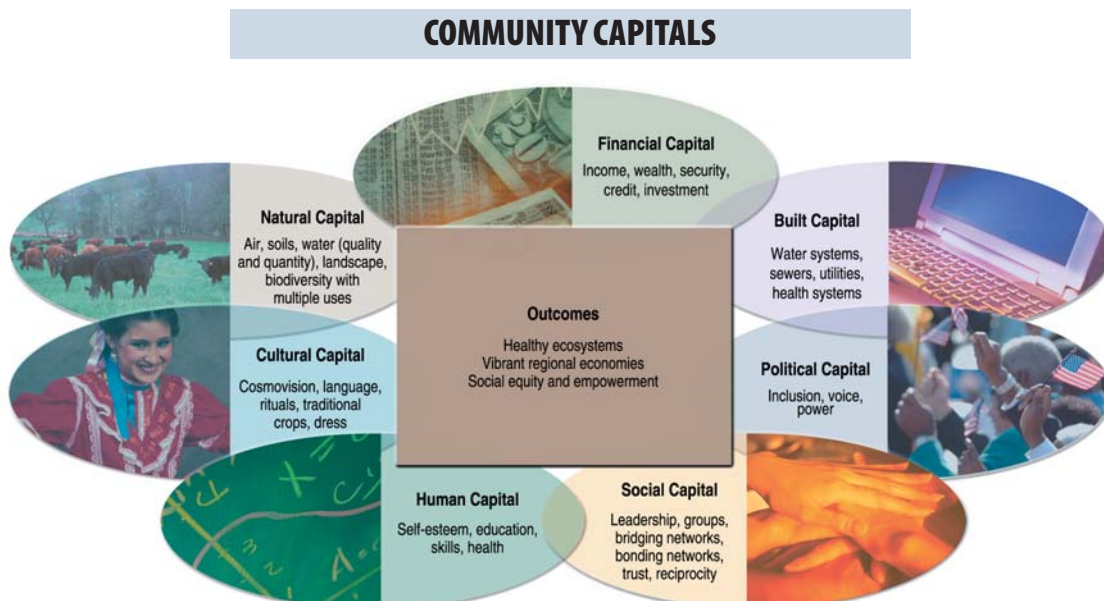 COMMUNITY CAPITALS
Financial Capital
Income, wealth, security,
credit, investment
Natural Capital
Air, soils, water (quality
and quantity), landscape,
biodiversity with
multiple uses
Built Capital
Water systems,
sewers, utilities,
health systems
Outcomes
Healthy ecosystems
Vibrant regional economies
Social equity and empowerment
Cultural Capital
Cosmovision, language,
rituals, traditional
crops, dress
Political Capital
Inclusion, voice,
power
Human Capital
Self-esteem, education,
skills, health
Social Capital
Leadership, groups,
bridging networks,
bonding networks,
trust, reciprocity